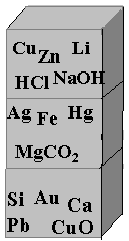 Cu Zn Li
HCl NaOH
Ag Fe Hg
MgCO2
Si Au Ca
Pb CuO